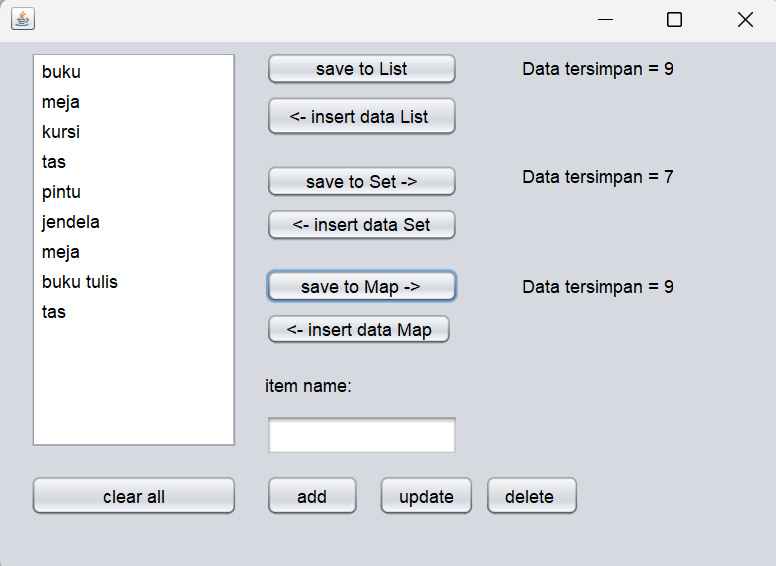 buku
meja
kursi
tas
pintu
jendela
meja
buku tulis
tas
save to List
Data tersimpan = 9
<- insert data List
save to Set ->
Data tersimpan = 7
<- insert data Set
save to Map ->
Data tersimpan = 9
<- insert data Map
item name:
clear all
add
update
delete